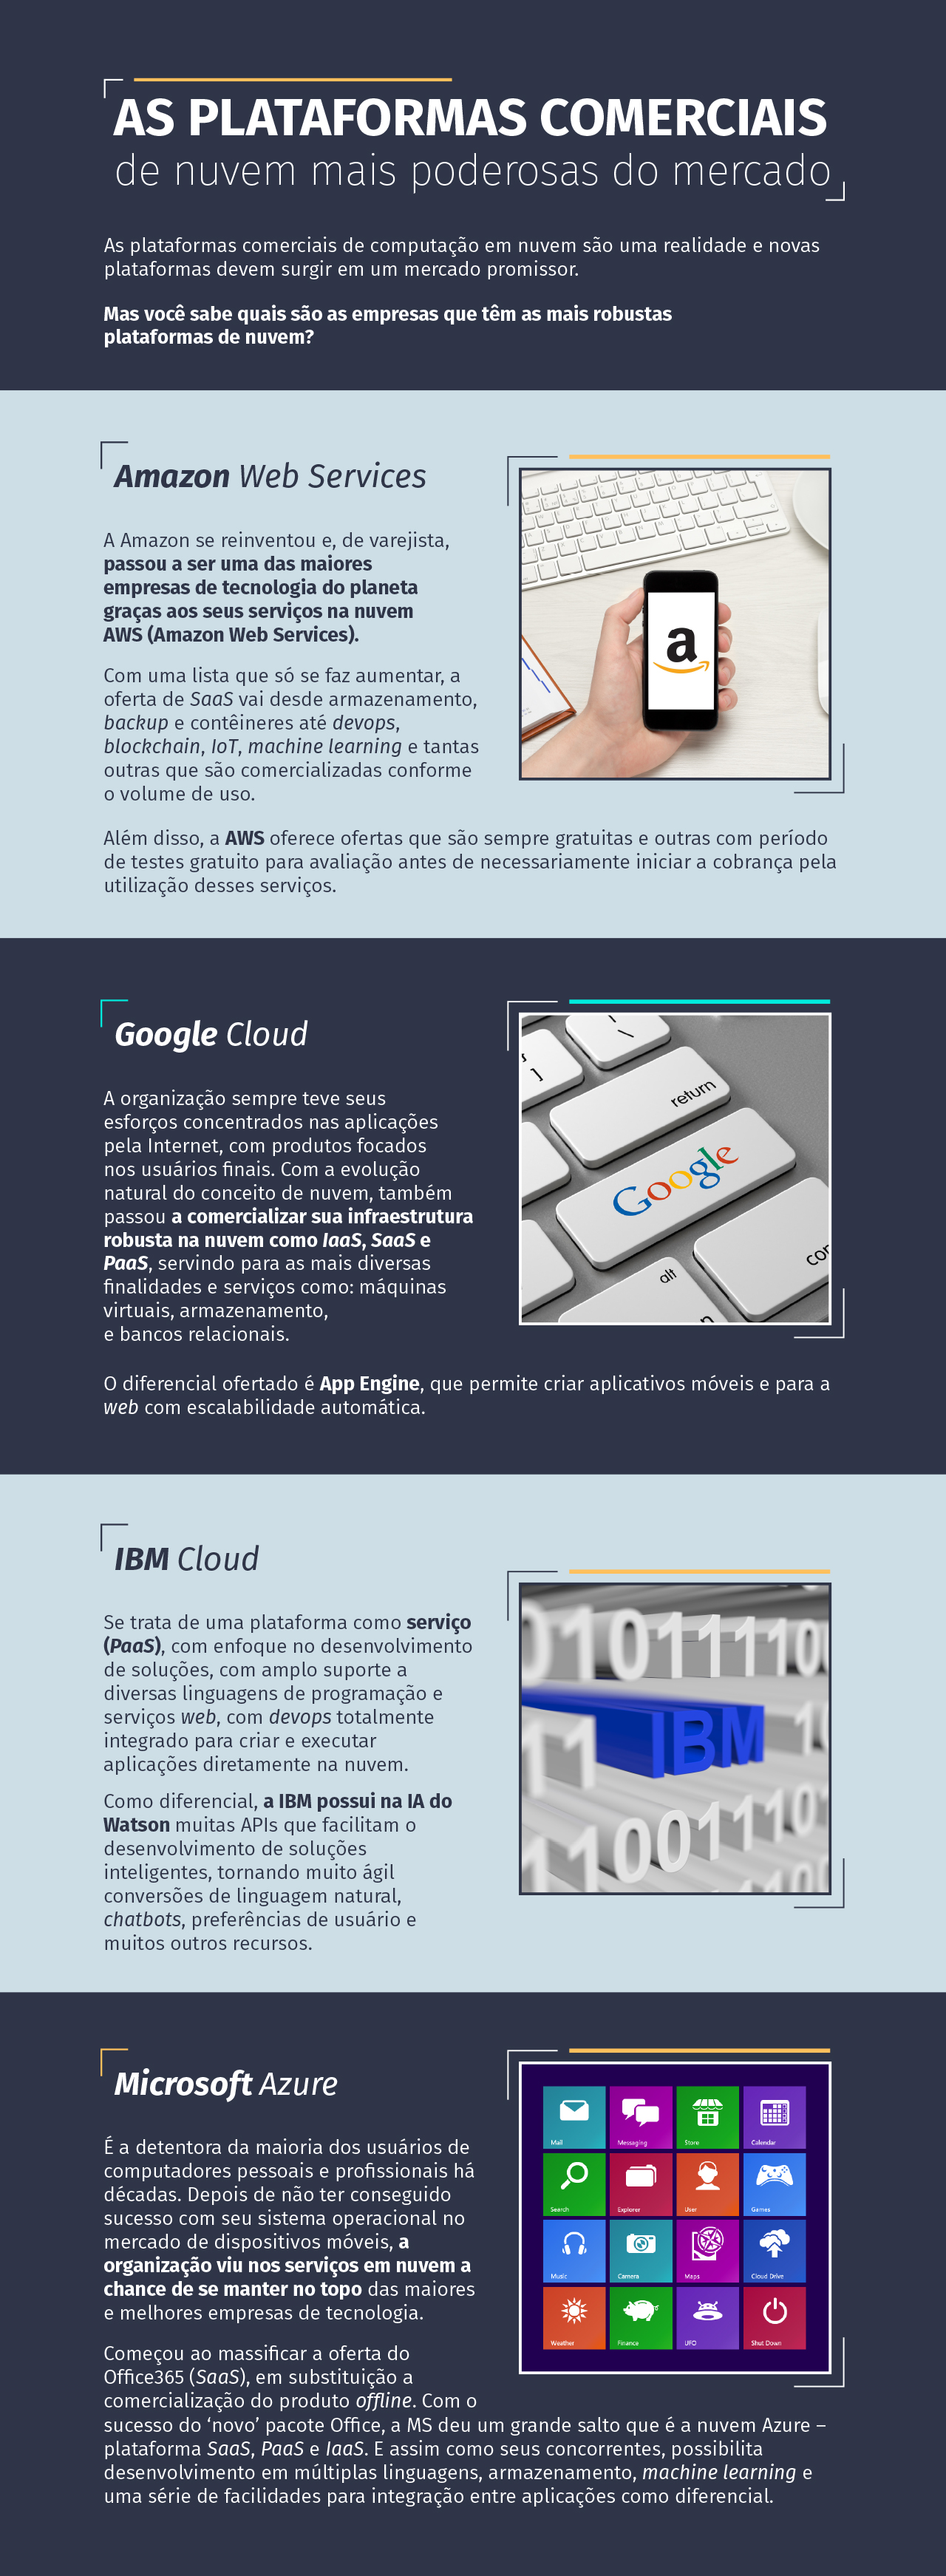 AS PLATAFORMAS COMERCIAIS
de nuvem mais poderosas do mercado
As plataformas comerciais de computação em nuvem são uma realidade e novas
plataformas devem surgir em um mercado promissor.
Mas você sabe quais são as empresas que têm as mais robustas
plataformas de nuvem?
Amazon Web Services
A Amazon se reinventou e, de varejista,
passou a ser uma das maiores
empresas de tecnologia do planeta
graças aos seus serviços na nuvem
AWS (Amazon Web Services).
Com uma lista que só se faz aumentar, a
oferta de SaaS vai desde armazenamento,
backup e contêineres até devops,
blockchain, IoT, machine learning e tantas
outras que são comercializadas conforme
o volume de uso.
a
Além disso, a AWS oferece ofertas que são sempre gratuitas e outras com período
de testes gratuito para avaliação antes de necessariamente iniciar a cobrança pela
utilização desses serviços.
Google Cloud
A organização sempre teve seus
esforços concentrados nas aplicações
pela Internet, com produtos focados
nos usuários finais. Com a evolução
natural do conceito de nuvem, também
passou a comercializar sua infraestrutura
robusta na nuvem como IaaS, SaaS e
PaaS, servindo para as mais diversas
finalidades e serviços como: máquinas
virtuais, armazenamento,
e bancos relacionais.
return
Google
alt
O diferencial ofertado é App Engine, que permite criar aplicativos móveis e para a
web com escalabilidade automática.
IBM Cloud
Se trata de uma plataforma como serviço
(PaaS), com enfoque no desenvolvimento
de soluções, com amplo suporte a
diversas linguagens de programação e
serviços web, com devops totalmente
integrado para criar e executar
aplicações diretamente na nuvem.
Como diferencial, a IBM possui na IA do
Watson muitas APIs que facilitam o
desenvolvimento de soluções
inteligentes, tornando muito ágil
conversões de linguagem natural,
chatbots, preferências de usuário e
muitos outros recursos.
IBM
Microsoft Azure
É a detentora da maioria dos usuários de
computadores pessoais e profissionais há
décadas. Depois de não ter conseguido
sucesso com seu sistema operacional no
mercado de dispositivos móveis, a
organização viu nos serviços em nuvem a
chance de se manter no topo das maiores
e melhores empresas de tecnologia.
Mail Messaging Store Calendar
Search Explorer User Games
Music Camera Maps Cloud Drive
Weather Finance UFO Shut Down
Começou ao massificar a oferta do
Office365 (SaaS), em substituição a
comercialização do produto offline. Com o
sucesso do ‘novo’ pacote Office, a MS deu um grande salto que é a nuvem Azure –
plataforma SaaS, PaaS e IaaS. E assim como seus concorrentes, possibilita
desenvolvimento em múltiplas linguagens, armazenamento, machine learning e
uma série de facilidades para integração entre aplicações como diferencial.